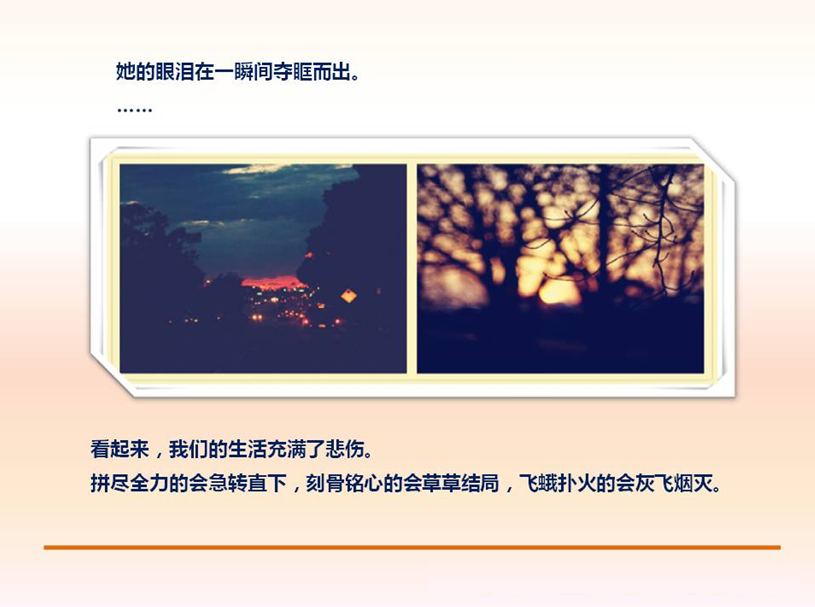 她的眼泪在一瞬间夺眶而出。
……
看起来，我们的生活充满了悲伤。
拼尽全力的会急转直下，刻骨铭心的会草草结局，飞蛾扑火的会灰飞烟灭。